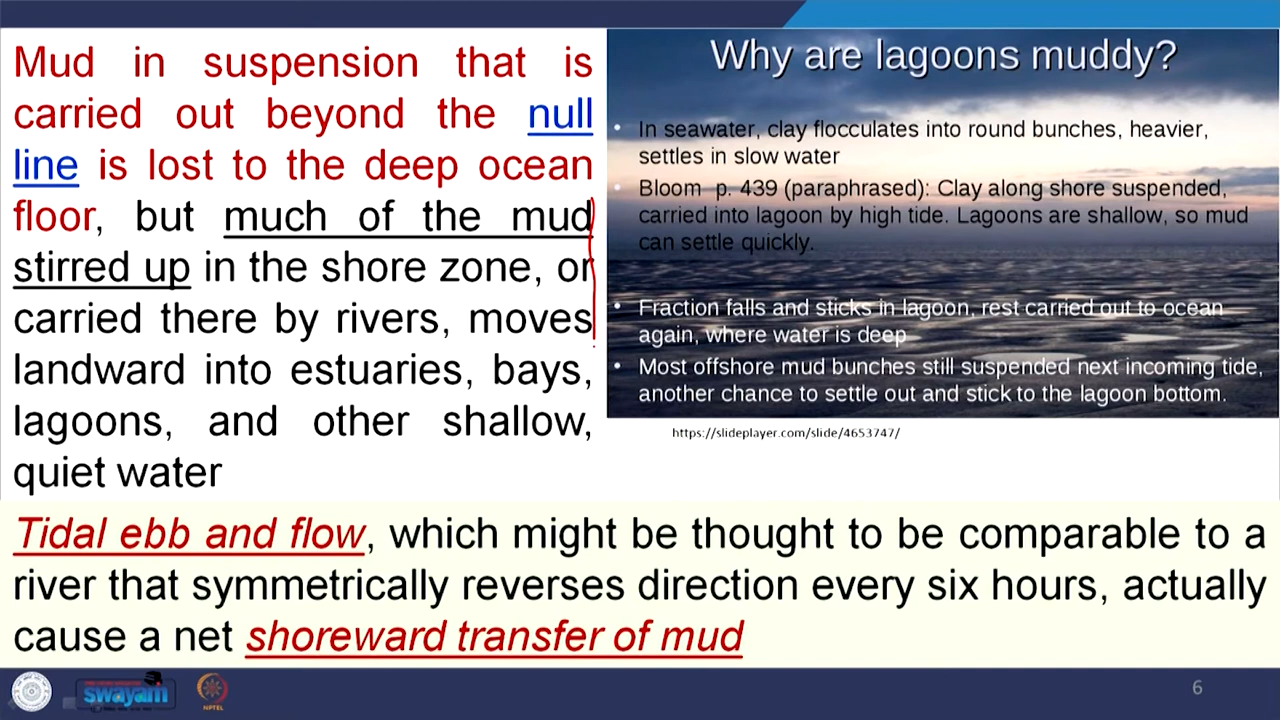 Mud in suspension that is
carried out beyond the null
line is lost to the deep ocean
floor, but much of the mud
stirred up in the shore zone, or
carried there by rivers, moves
landward into estuaries, bays,
lagoons, and other shallow,
quiet water
Why are lagoons muddy?
• In seawater, clay flocculates into round bunches, heavier,
settles in slow water
• Bloom p. 439 (paraphrased): Clay along shore suspended,
carried into lagoon by high tide. Lagoons are shallow, so mud
can settle quickly.
• Fraction falls and sticks in lagoon, rest carried out to ocean
again, where water is deep
• Most offshore mud bunches still suspended next incoming tide,
another chance to settle out and stick to the lagoon bottom.
https://slideplayer.com/slide/4653747/
Tidal ebb and flow, which might be thought to be comparable to a
river that symmetrically reverses direction every six hours, actually
cause a net shoreward transfer of mud
swayam
NPTEL
6